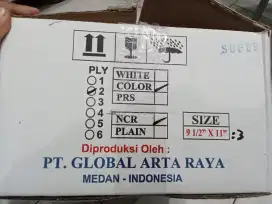 PLY
1
2
3
4
5
6
WHITE
COLOR
PRS
NCR
PLAIN
SIZE
9 1/2" X 11"
:3
Diproduksi Oleh :
PT. GLOBAL ARTA RAYA
MEDAN - INDONESIA